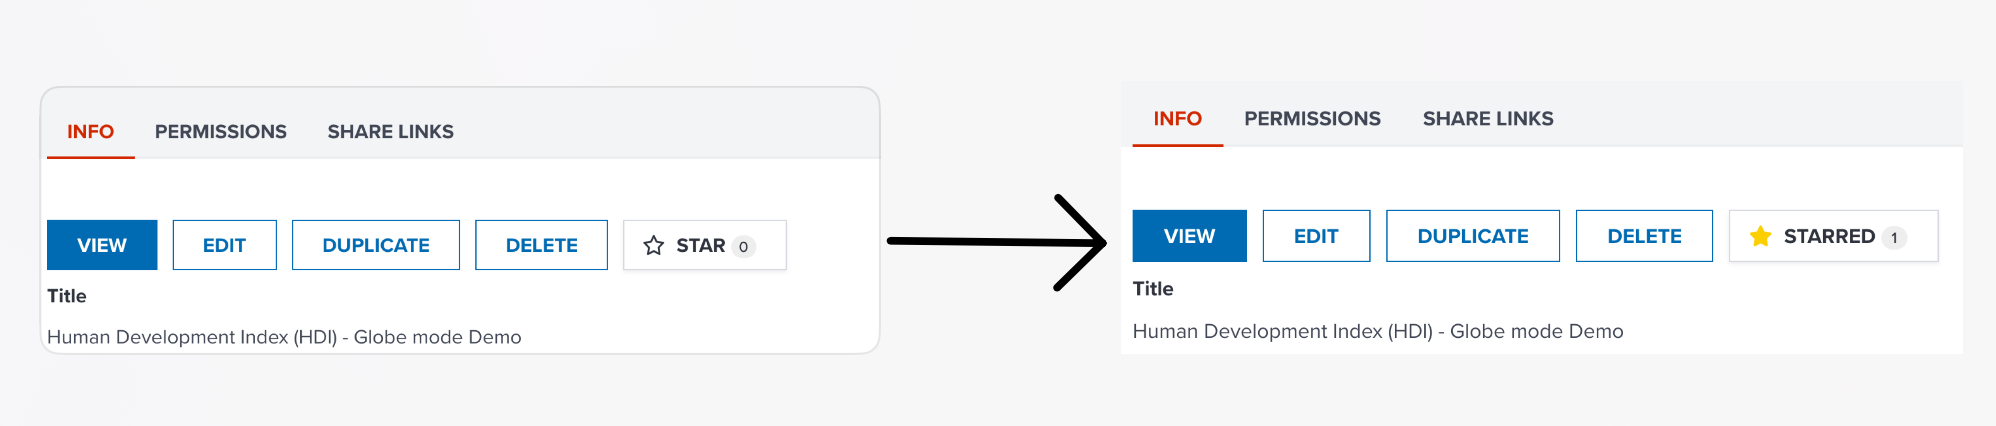 INFO PERMISSIONS SHARE LINKS
VIEW EDIT DUPLICATE DELETE STAR 0
Title
Human Development Index (HDI) - Globe mode Demo
INFO PERMISSIONS SHARE LINKS
VIEW EDIT DUPLICATE DELETE STARRED 1
Title
Human Development Index (HDI) - Globe mode Demo